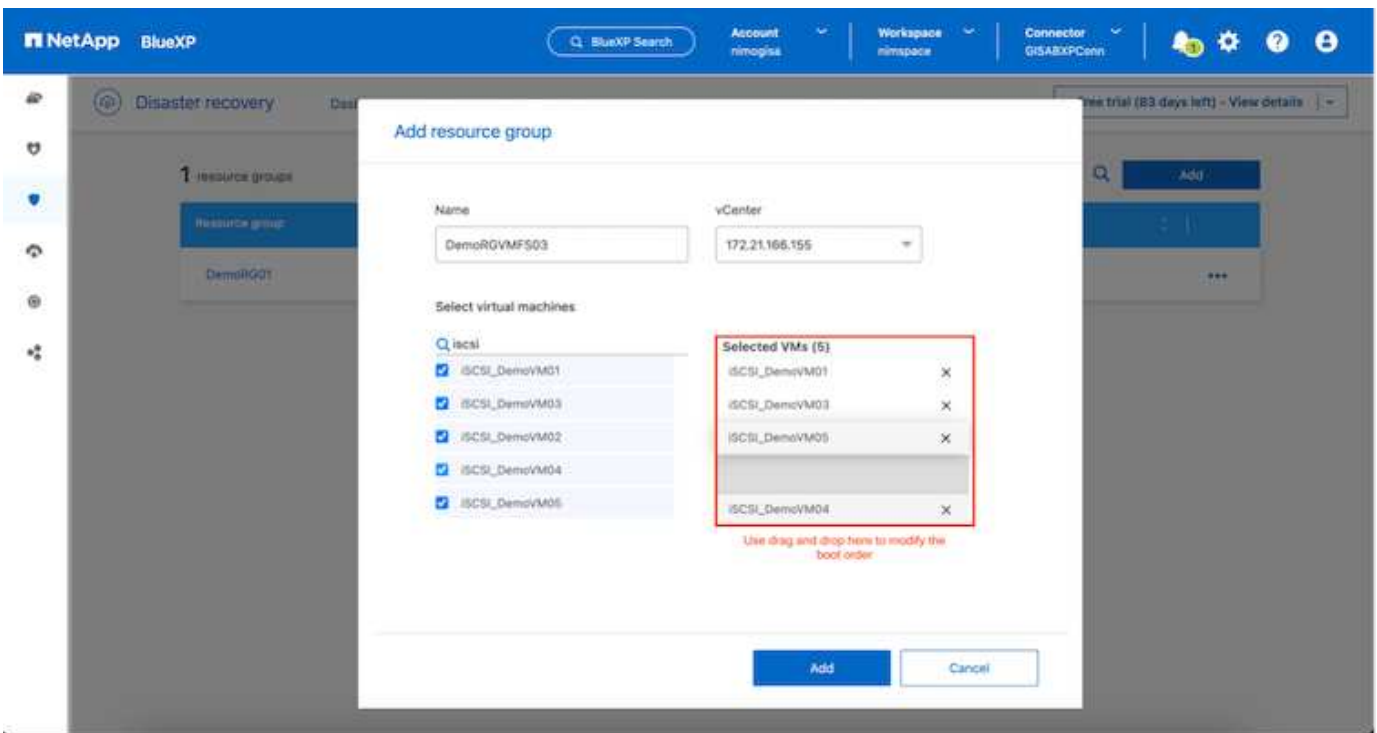 NetApp BlueXP
BlueXP Search
Account
nimogisa
Workspace
nimspace
Connector
GISABXPConn
1
Disaster recovery
Free trial (83 days left) - View details
Add resource group
1 resource groups
Add
Resource group
DemoRG01
Name
vCenter
DemoRGVMFS03
172.21.166.155
Select virtual machines
iscsi
Selected VMs (5)
iSCSI_DemoVM01
iSCSI_DemoVM03
iSCSI_DemoVM02
iSCSI_DemoVM04
iSCSI_DemoVM05
iSCSI_DemoVM01
iSCSI_DemoVM03
iSCSI_DemoVM05
iSCSI_DemoVM04
Use drag and drop here to modify the
boot order
Add
Cancel